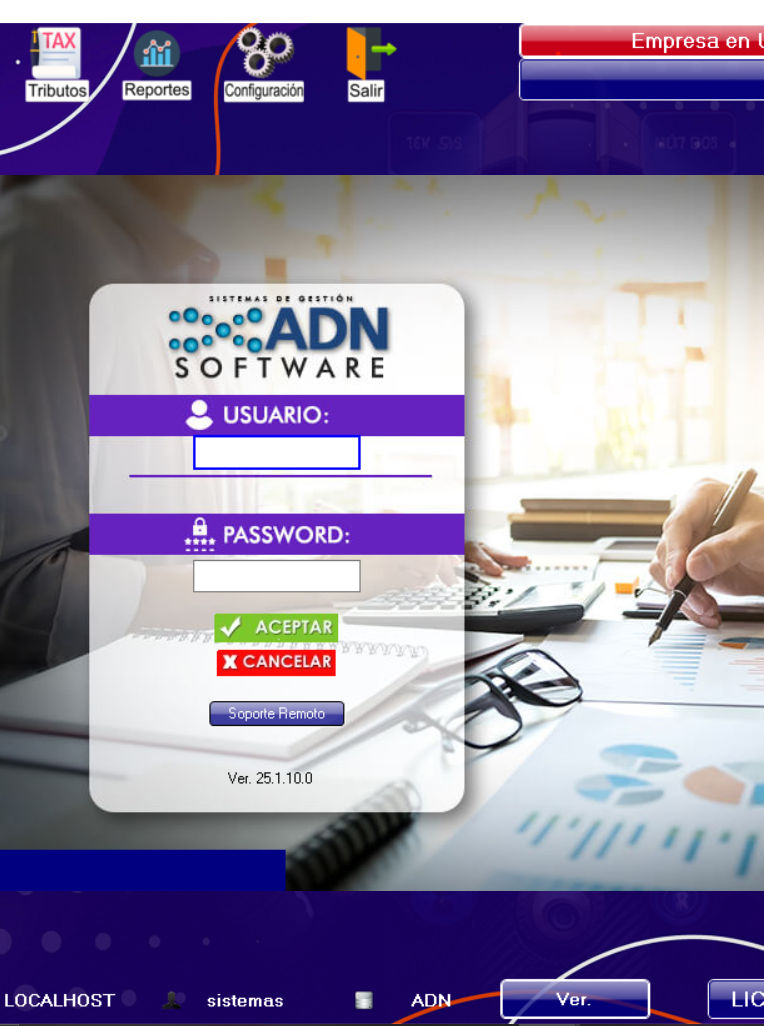 TAX
Tributos
Reportes
Configuración
Salir
Empresa en U
SISTEMAS DE GESTIÓN
ADN
SOFTWARE
USUARIO:
PASSWORD:
ACEPTAR
X CANCELAR
Soporte Remoto
Ver. 25.1.10.0
LOCALHOST
sistemas
ADN
Ver.
LIC